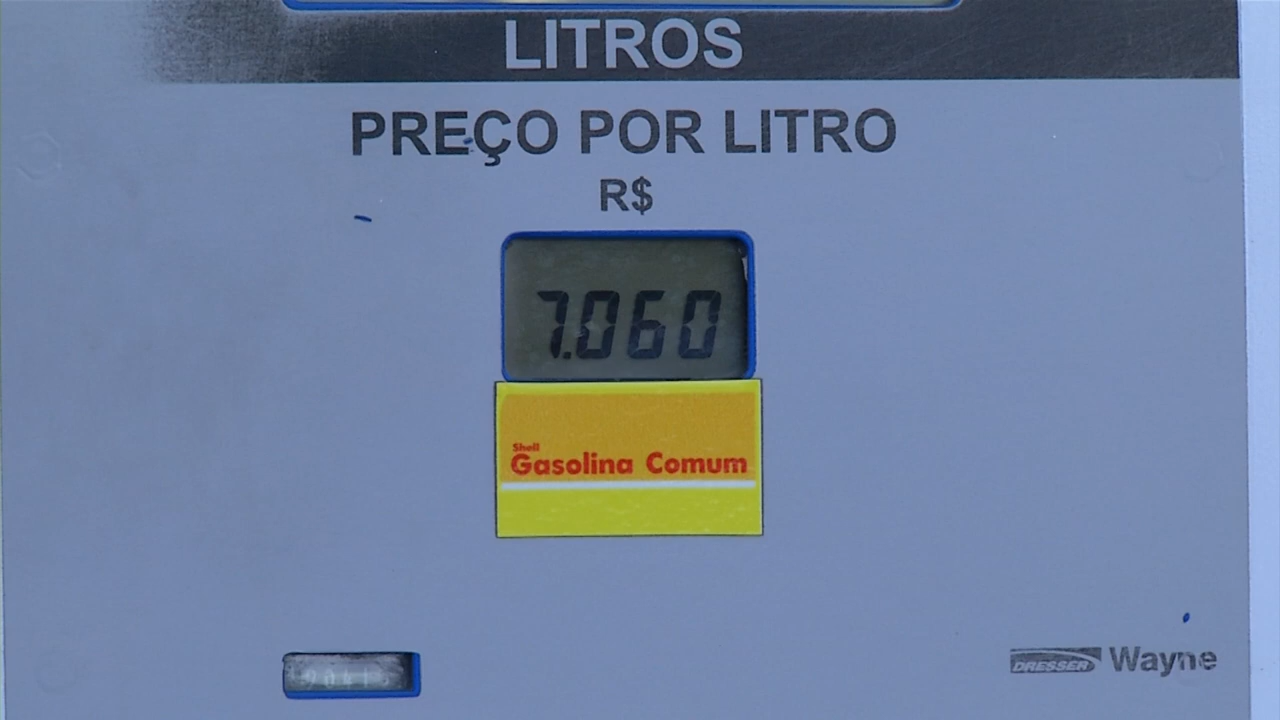 LITROS
PREÇO POR LITRO
R$
7.060
Shell
Gasolina Comum
DRESSER Wayne